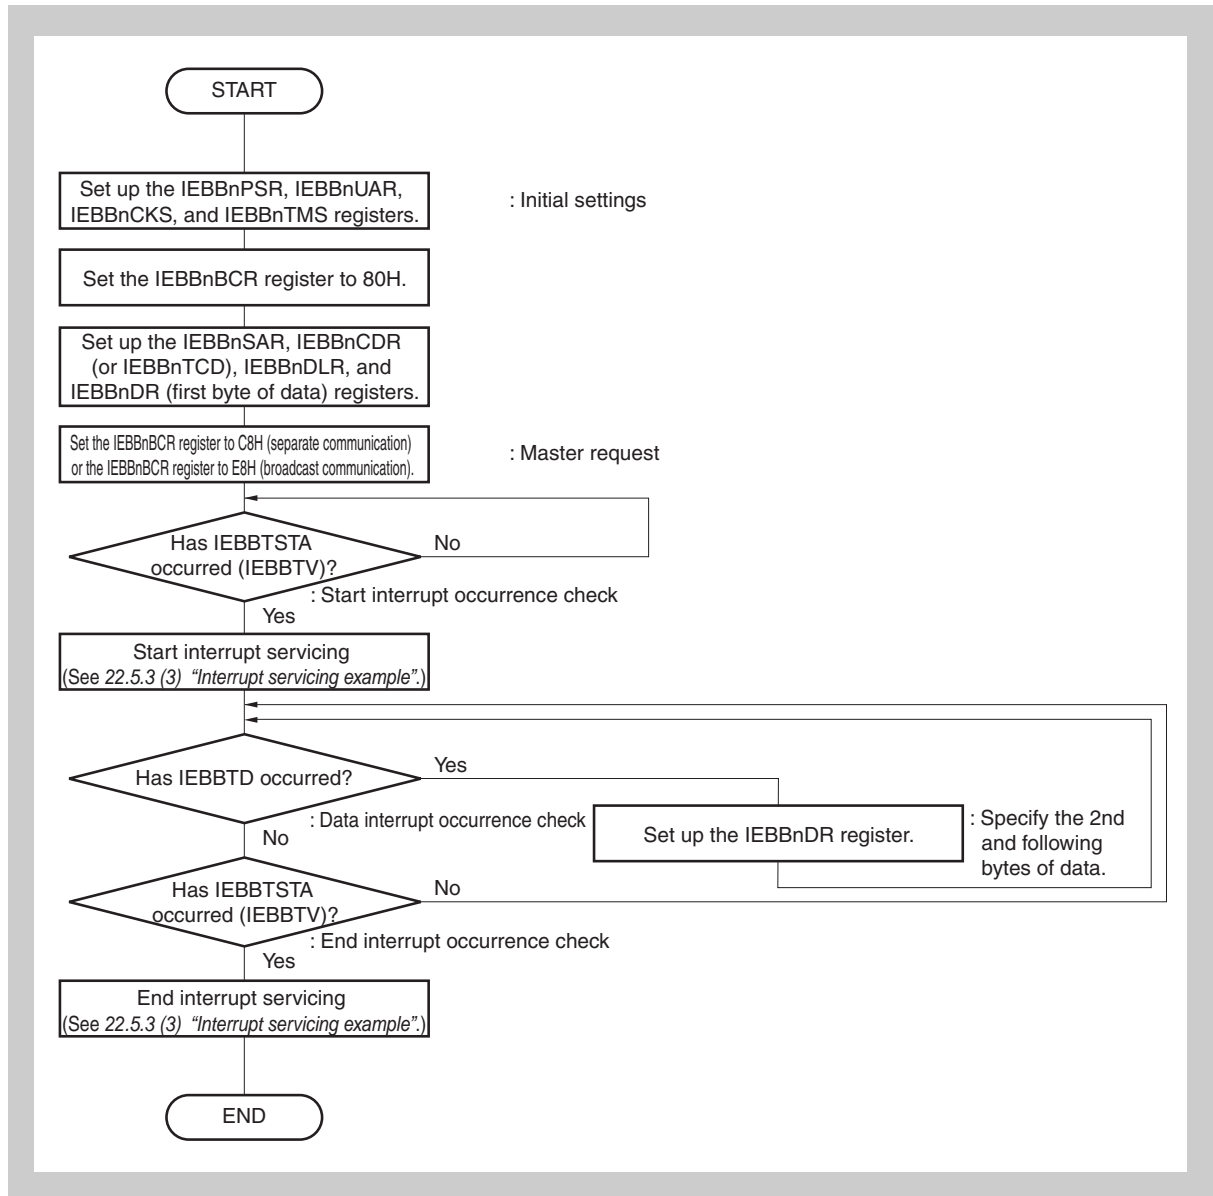 START
Set up the IEBBnPSR, IEBBnUAR,
IEBBnCKS, and IEBBnTMS registers.
: Initial settings
Set the IEBBnBCR register to 80H.
Set up the IEBBnSAR, IEBBnCDR
(or IEBBnTCD), IEBBnDLR, and
IEBBnDR (first byte of data) registers.
Set the IEBBnBCR register to C8H (separate communication)
or the IEBBnBCR register to E8H (broadcast communication).
: Master request
Has IEBBTSTA
occurred (IEBBTV)?
No
: Start interrupt occurrence check
Yes
Start interrupt servicing
(See 22.5.3 (3) “Interrupt servicing example”.)
Has IEBBTD occurred?
Yes
: Data interrupt occurrence check
No
Set up the IEBBnDR register.
: Specify the 2nd
and following
bytes of data.
Has IEBBTSTA
occurred (IEBBTV)?
No
: End interrupt occurrence check
Yes
End interrupt servicing
(See 22.5.3 (3) “Interrupt servicing example”.)
END